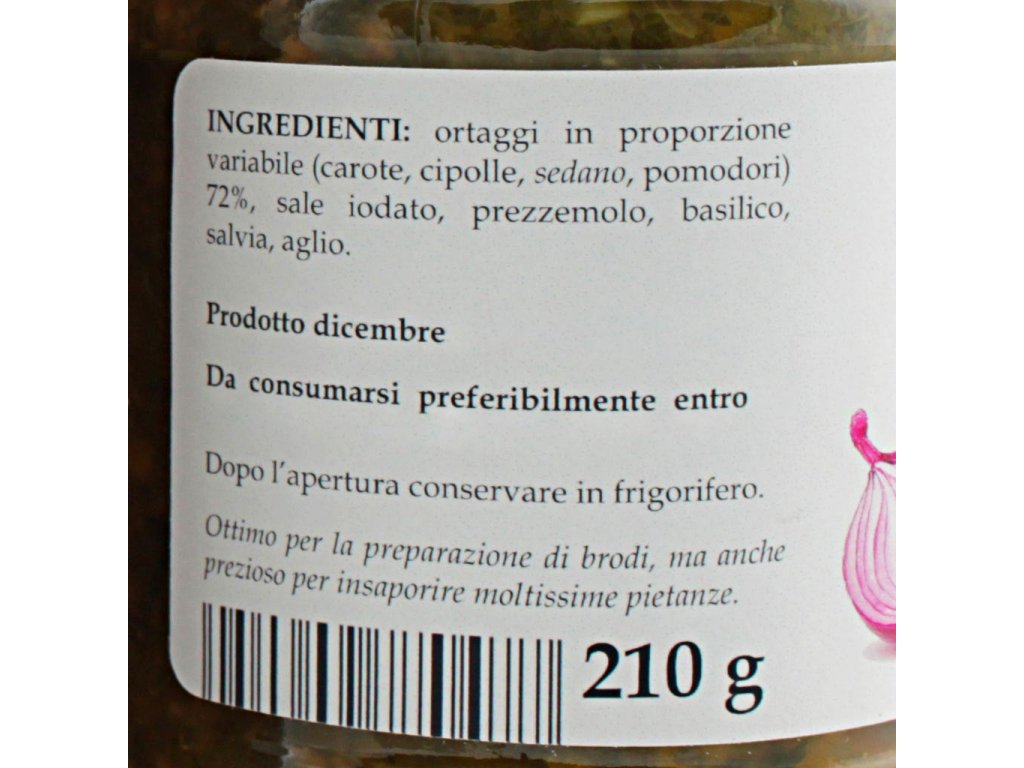 INGREDIENTI: ortaggi in proporzione
variabile (carote, cipolle, sedano, pomodori)
72%, sale iodato, prezzemolo, basilico,
salvia, aglio.
Prodotto dicembre
Da consumarsi preferibilmente entro
Dopo l'apertura conservare in frigorifero.
Ottimo per la preparazione di brodi, ma anche
prezioso per insaporire moltissime pietanze.
210 g